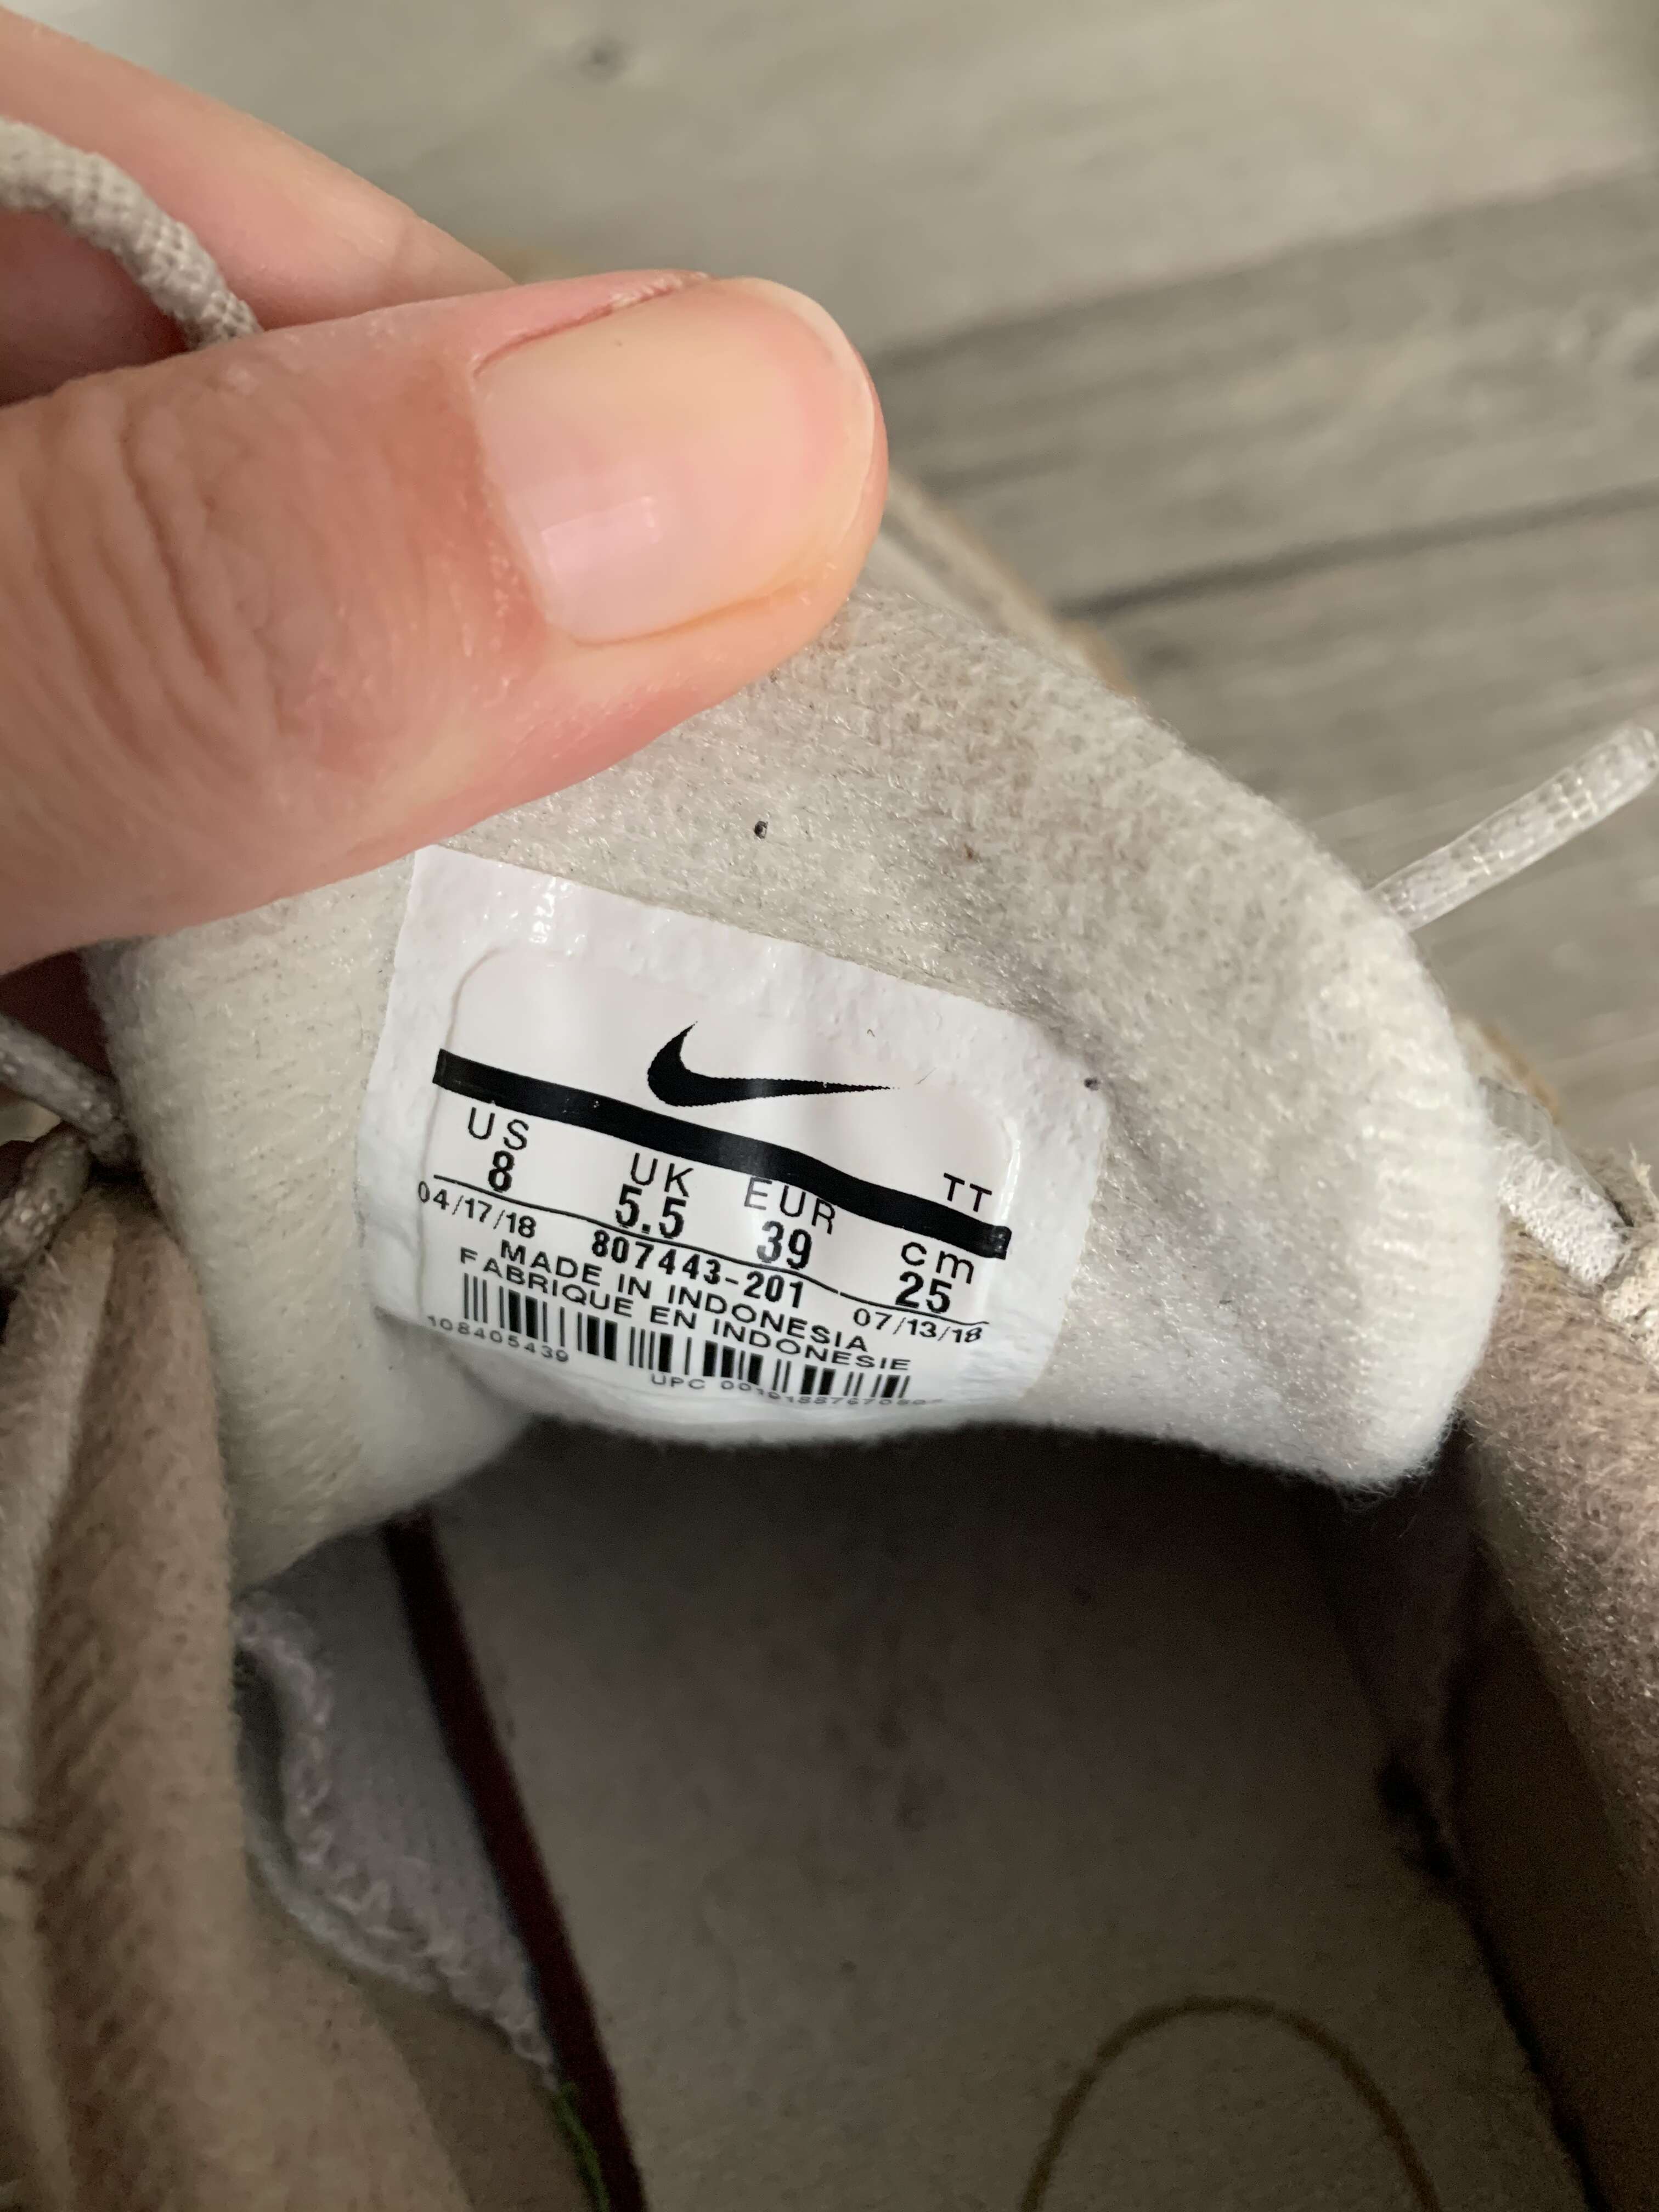 TT
US UK EUR cm
8 5.5 39 25
04/17/18 807443-201 07/13/18
MADE IN INDONESIA
FABRIQUE EN INDONESIE
108405439
UPC